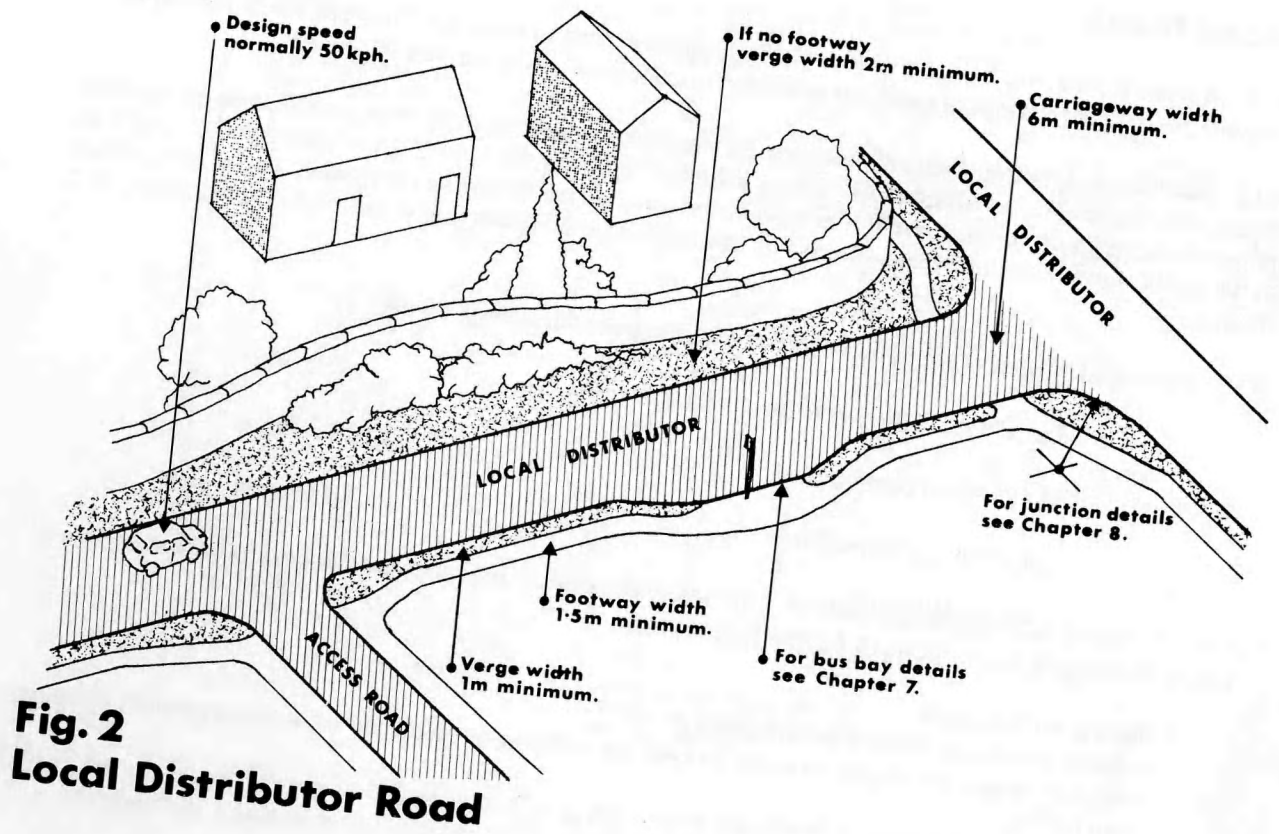 Design speed
normally 50 kph.
If no footway
verge width 2m minimum.
Carriageway width
6m minimum.
LOCAL DISTRIBUTOR
LOCAL DISTRIBUTOR
For junction details
see Chapter 8.
Footway width
1·5m minimum.
For bus bay details
see Chapter 7.
Verge width
1m minimum.
ACCESS ROAD
Fig. 2
Local Distributor Road